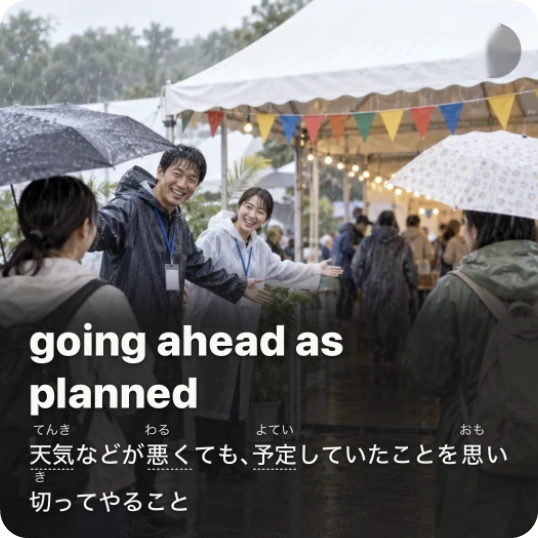 going ahead as
planned
てんき わる よてい おも
天気などが悪くても、予定していたことを思い
き
切ってやること